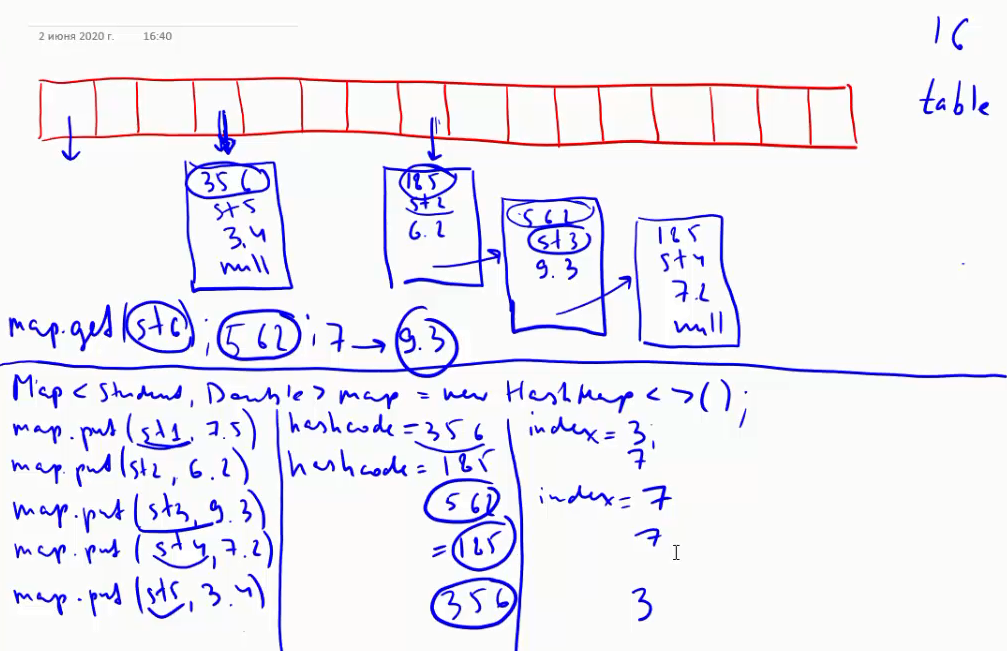 2 июня 2020 г. 16:40
16
table
356
st5
3.4
null
185
st2
6.2
562
st3
9.3
185
st4
7.2
null
map.get(st6); 562; 7 → 9.3
Map < Student, Double > map = new HashMap < > ();
map.put (st1, 7.5) hashcode = 356 index = 3;
map.put (st2, 6.2) hashcode = 185 7
map.put (st3, 9.3) 562 index = 7
map.put (st4, 7.2) = 185 7
map.put (st5, 3.4) 356 3